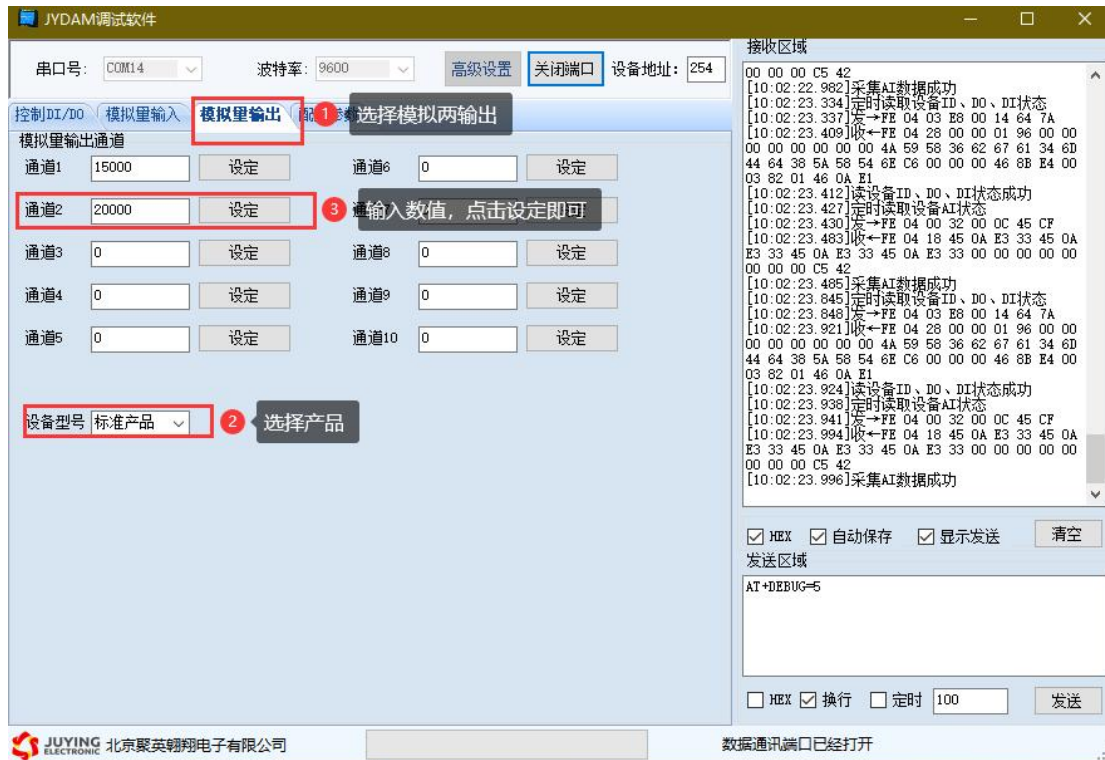 JYDAM调试软件
串口号: COM14 波特率: 9600 高级设置 关闭端口 设备地址: 254
控制DI/DO 模拟里输入 模拟里输出
1 选择模拟两输出
模拟里输出通道
通道1 15000 设定 通道6 0 设定
通道2 20000 设定
3 输入数值，点击设定即可
通道3 0 设定 通道8 0 设定
通道4 0 设定 通道9 0 设定
通道5 0 设定 通道10 0 设定
设备型号 标准产品
2 选择产品
接收区域
00 00 00 C5 42
[10:02:22.982]采集AI数据成功
[10:02:23.334]定时读取设备ID、DO、DI状态
[10:02:23.337]发→FE 04 03 E8 00 14 64 7A
[10:02:23.409]收←FE 04 28 00 00 01 96 00 00
00 00 00 00 00 00 4A 59 58 36 62 67 61 34 6D
44 64 38 5A 58 54 6E C6 00 00 00 46 8B E4 00
03 82 01 46 0A E1
[10:02:23.412]读设备ID、DO、DI状态成功
[10:02:23.427]定时读取设备AI状态
[10:02:23.430]发→FE 04 00 32 00 0C 45 CF
[10:02:23.483]收←FE 04 18 45 0A E3 33 45 0A
E3 33 45 0A E3 33 45 0A E3 33 00 00 00 00 00
00 00 00 C5 42
[10:02:23.485]采集AI数据成功
[10:02:23.845]定时读取设备ID、DO、DI状态
[10:02:23.848]发→FE 04 03 E8 00 14 64 7A
[10:02:23.921]收←FE 04 28 00 00 01 96 00 00
00 00 00 00 00 00 4A 59 58 36 62 67 61 34 6D
44 64 38 5A 58 54 6E C6 00 00 00 46 8B E4 00
03 82 01 46 0A E1
[10:02:23.924]读设备ID、DO、DI状态成功
[10:02:23.938]定时读取设备AI状态
[10:02:23.941]发→FE 04 00 32 00 0C 45 CF
[10:02:23.994]收←FE 04 18 45 0A E3 33 45 0A
E3 33 45 0A E3 33 45 0A E3 33 00 00 00 00 00
00 00 00 C5 42
[10:02:23.996]采集AI数据成功
HEX 自动保存 显示发送 清空
发送区域
AT+DEBUG=5
HEX 换行 定时 100 发送
JUYING ELECTRONIC 北京聚英翱翔电子有限公司
数据通讯端口已经打开